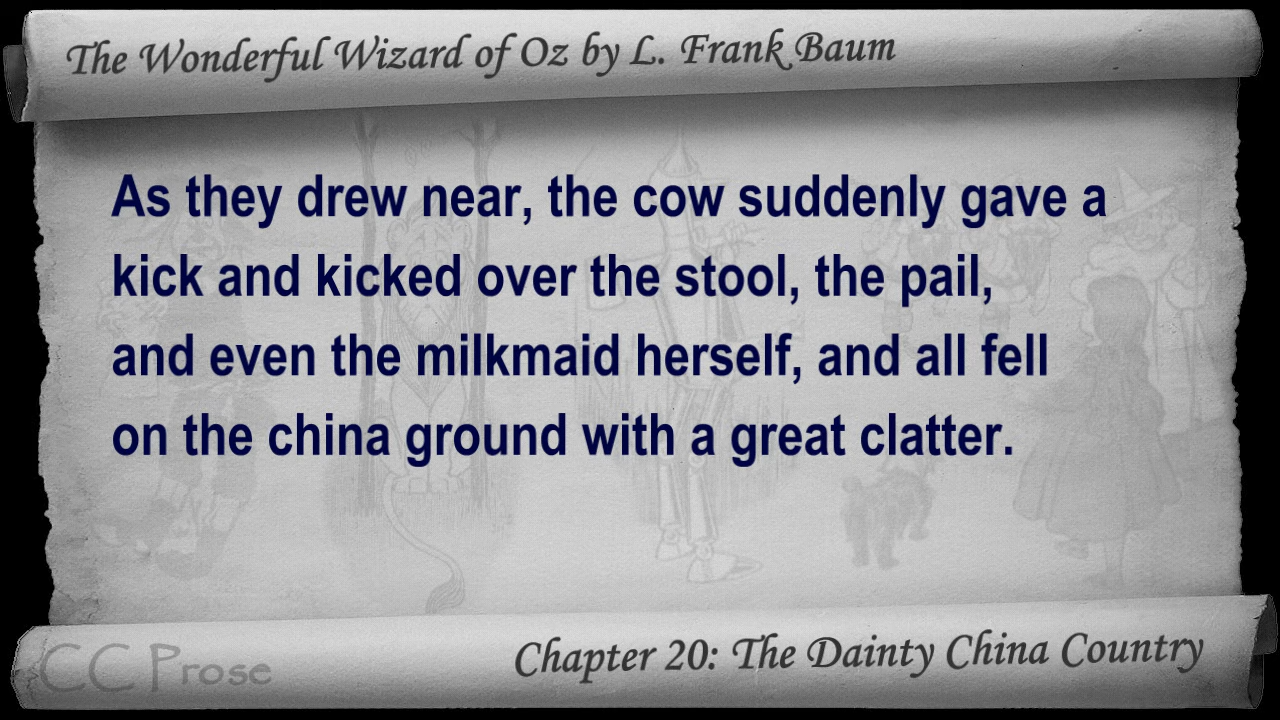 The Wonderful Wizard of Oz by L. Frank Baum
As they drew near, the cow suddenly gave a
kick and kicked over the stool, the pail,
and even the milkmaid herself, and all fell
on the china ground with a great clatter.
CC Prose
Chapter 20: The Dainty China Country